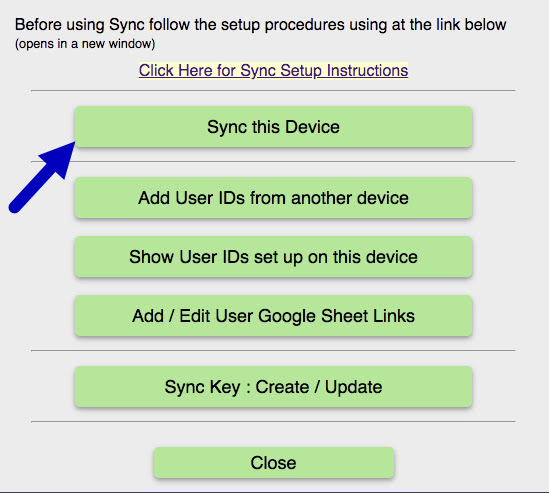 Before using Sync follow the setup procedures using at the link below
(opens in a new window)
Click Here for Sync Setup Instructions
Sync this Device
Add User IDs from another device
Show User IDs set up on this device
Add / Edit User Google Sheet Links
Sync Key : Create / Update
Close